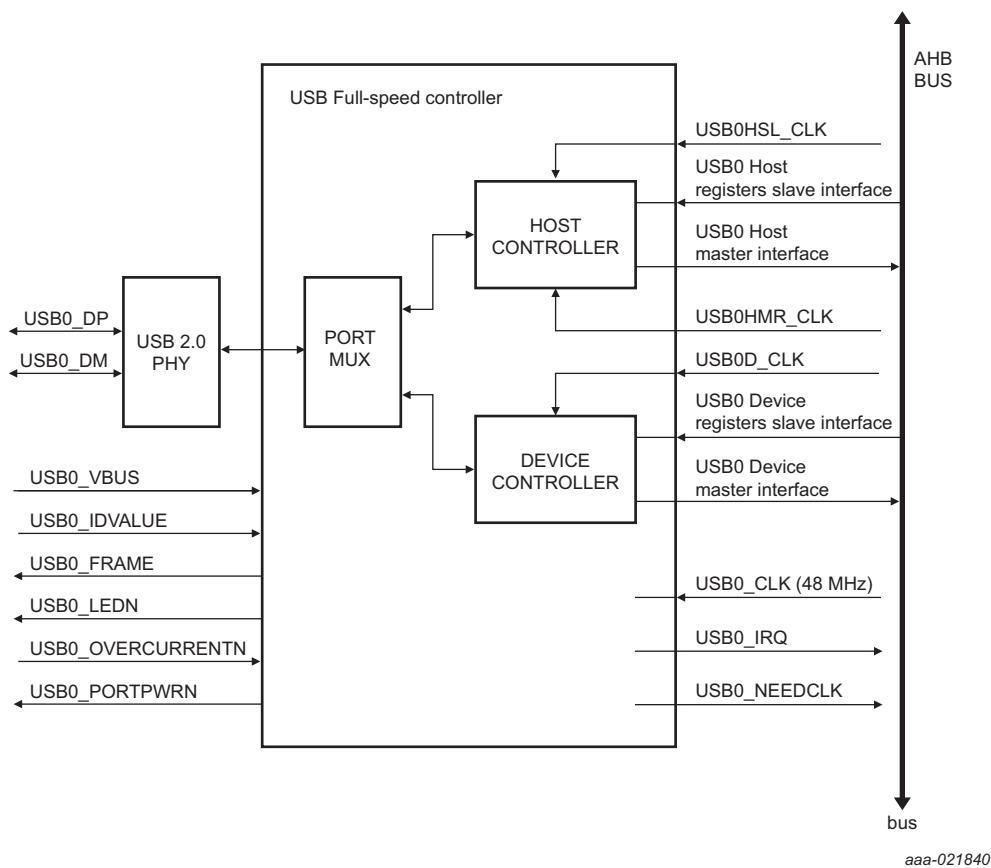 AHB
BUS
USB Full-speed controller
USB0HSL_CLK
USB0 Host
registers slave interface
HOST
CONTROLLER
USB0 Host
master interface
USB0_DP
USB0_DM
USB 2.0
PHY
PORT
MUX
USB0HMR_CLK
USB0D_CLK
USB0 Device
registers slave interface
DEVICE
CONTROLLER
USB0 Device
master interface
USB0_VBUS
USB0_IDVALUE
USB0_FRAME
USB0_LEDN
USB0_OVERCURRENTN
USB0_PORTPWRN
USB0_CLK (48 MHz)
USB0_IRQ
USB0_NEEDCLK
bus
aaa-021840